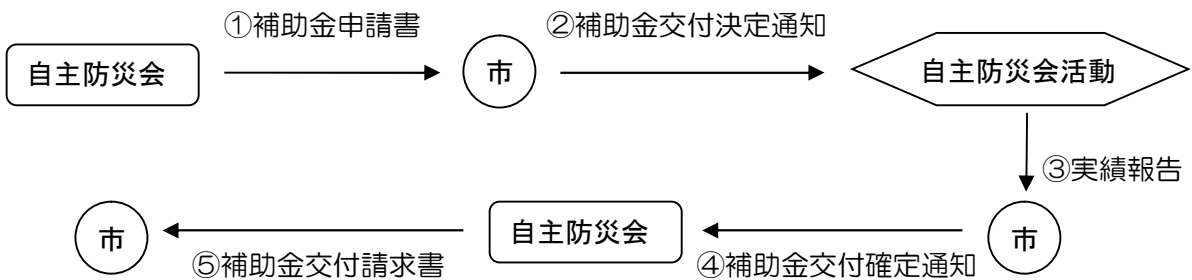 ①補助金申請書
②補助金交付決定通知
自主防災会
市
自主防災会活動
③実績報告
市
自主防災会
市
⑤補助金交付請求書
④補助金交付確定通知